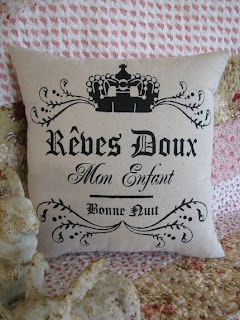 Rêves Doux
Mon Enfant
Bonne Nuit